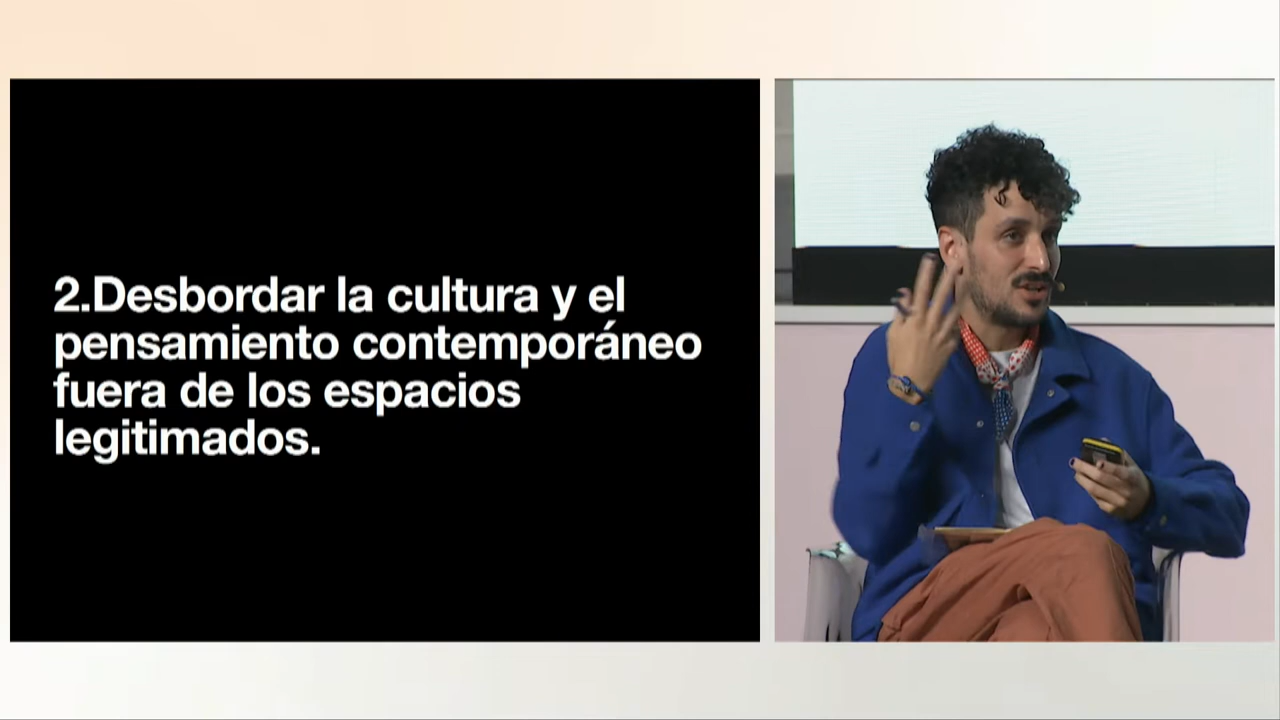 2.Desbordar la cultura y el
pensamiento contemporáneo
fuera de los espacios
legitimados.